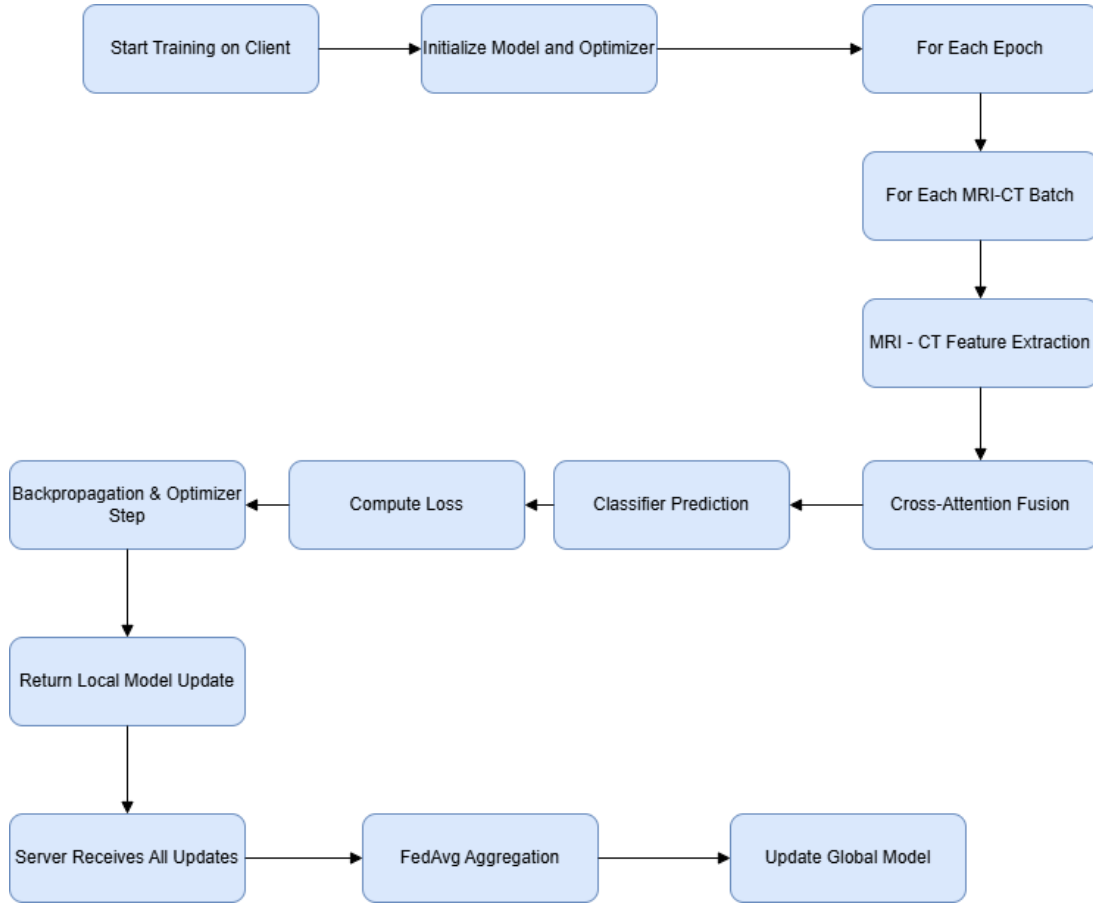 Start Training on Client
Initialize Model and Optimizer
For Each Epoch
For Each MRI-CT Batch
MRI - CT Feature Extraction
Cross-Attention Fusion
Classifier Prediction
Compute Loss
Backpropagation & Optimizer
Step
Return Local Model Update
Server Receives All Updates
FedAvg Aggregation
Update Global Model